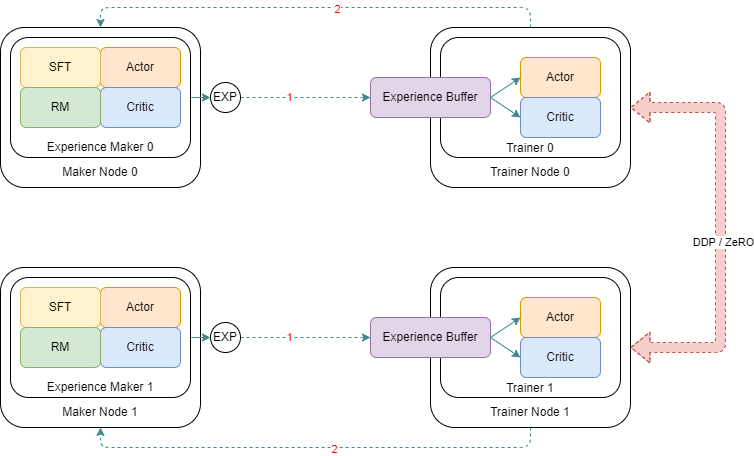 2
SFT
Actor
RM
Critic
Experience Maker 0
Maker Node 0
EXP
1
Experience Buffer
Actor
Critic
Trainer 0
Trainer Node 0
DDP / ZeRO
SFT
Actor
RM
Critic
Experience Maker 1
Maker Node 1
EXP
1
Experience Buffer
Actor
Critic
Trainer 1
Trainer Node 1
2